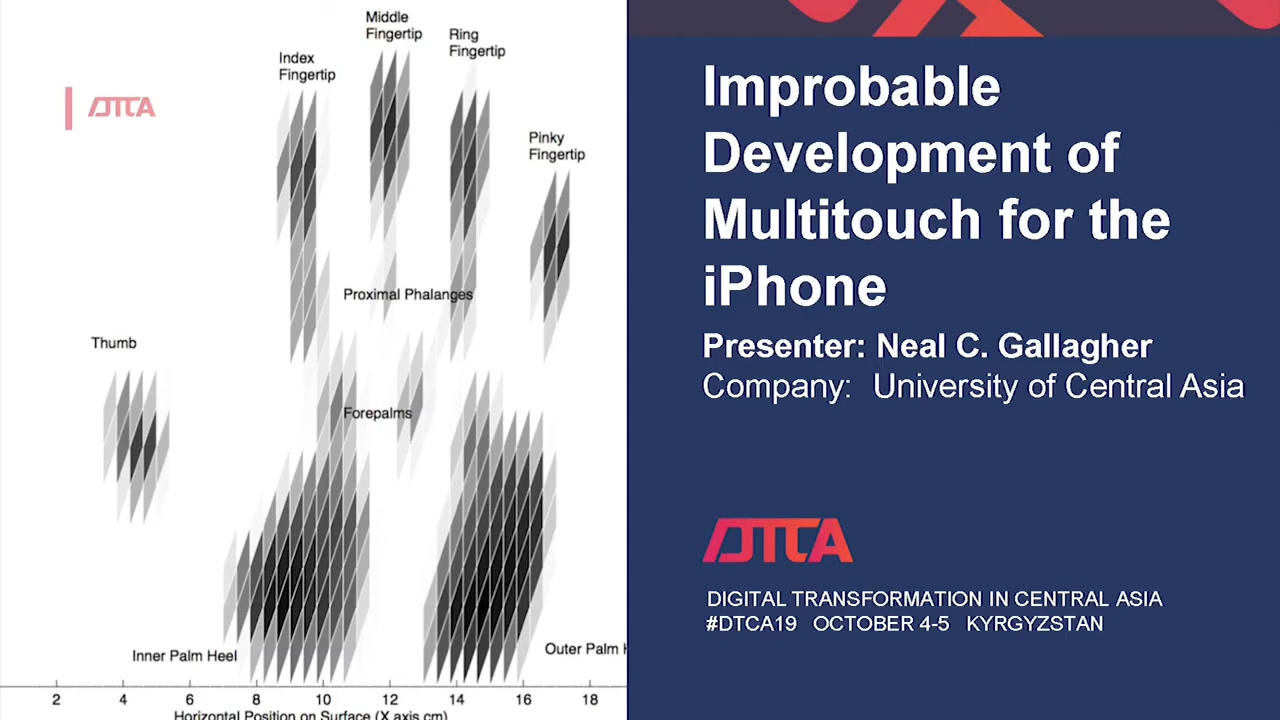 Middle
Fingertip
Ring
Fingertip
Index
Fingertip
DTCA
Pinky
Fingertip
Proximal Phalanges
Thumb
Forepalms
Inner Palm Heel
Outer Palm H
2 4 6 8 10 12 14 16 18
Horizontal Position on Surface (X axis cm)
Improbable
Development of
Multitouch for the
iPhone
Presenter: Neal C. Gallagher
Company: University of Central Asia
DTCA
DIGITAL TRANSFORMATION IN CENTRAL ASIA
#DTCA19 OCTOBER 4-5 KYRGYZSTAN